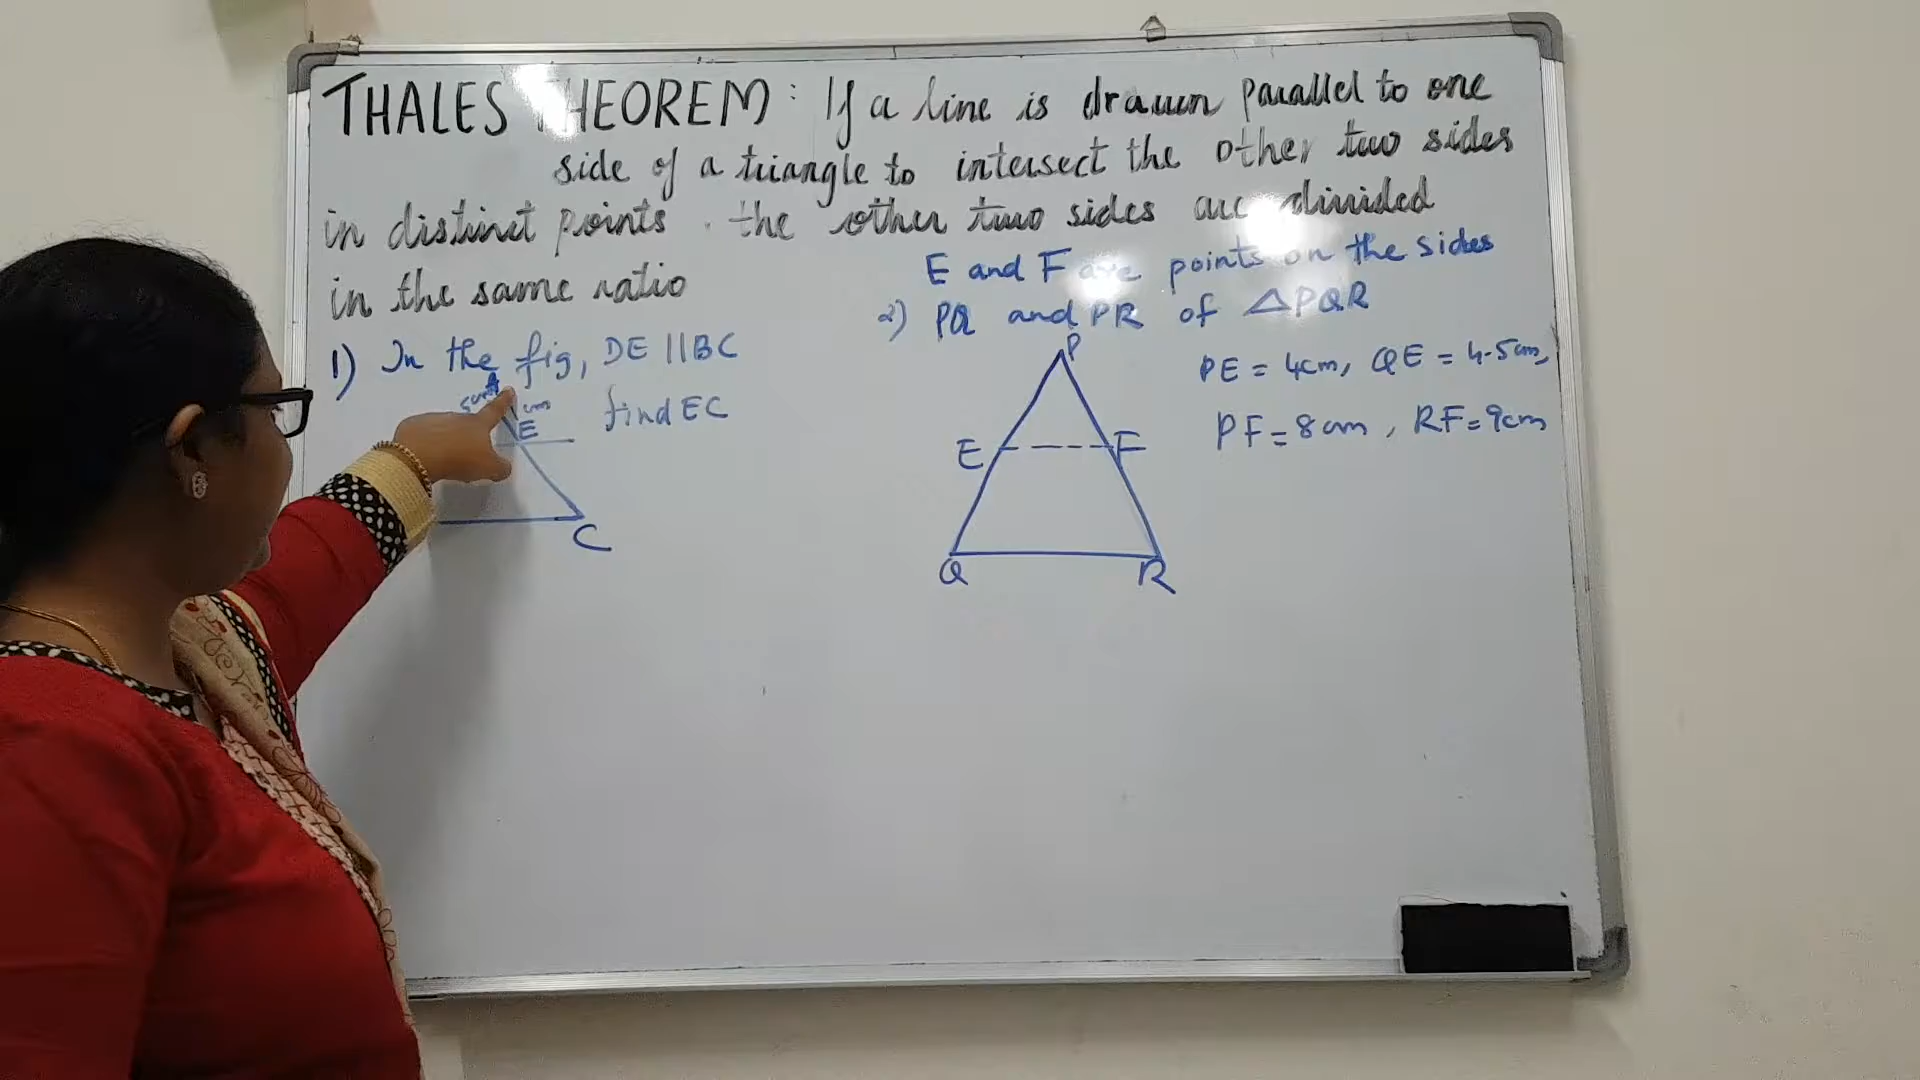 THALES THEOREM : If a line is drawn parallel to one
side of a triangle to intersect the other two sides
in distinct points, the other two sides are divided
in the same ratio
1) In the fig, DE || BC
find EC
A
cm
E
C
E and F are points on the sides
2) PQ and PR of △PQR
PE = 4cm, QE = 4.5cm,
PF = 8cm, RF = 9cm
P
E
F
Q
R